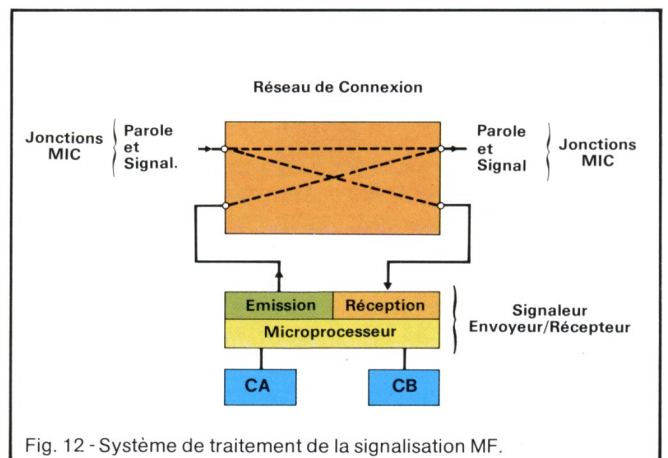 Réseau de Connexion
Jonctions
MIC
Parole
et
Signal.
Parole
et
Signal
Jonctions
MIC
Emission
Réception
Microprocesseur
Signaleur
Envoyeur/Récepteur
CA
CB
Fig. 12 - Système de traitement de la signalisation MF.